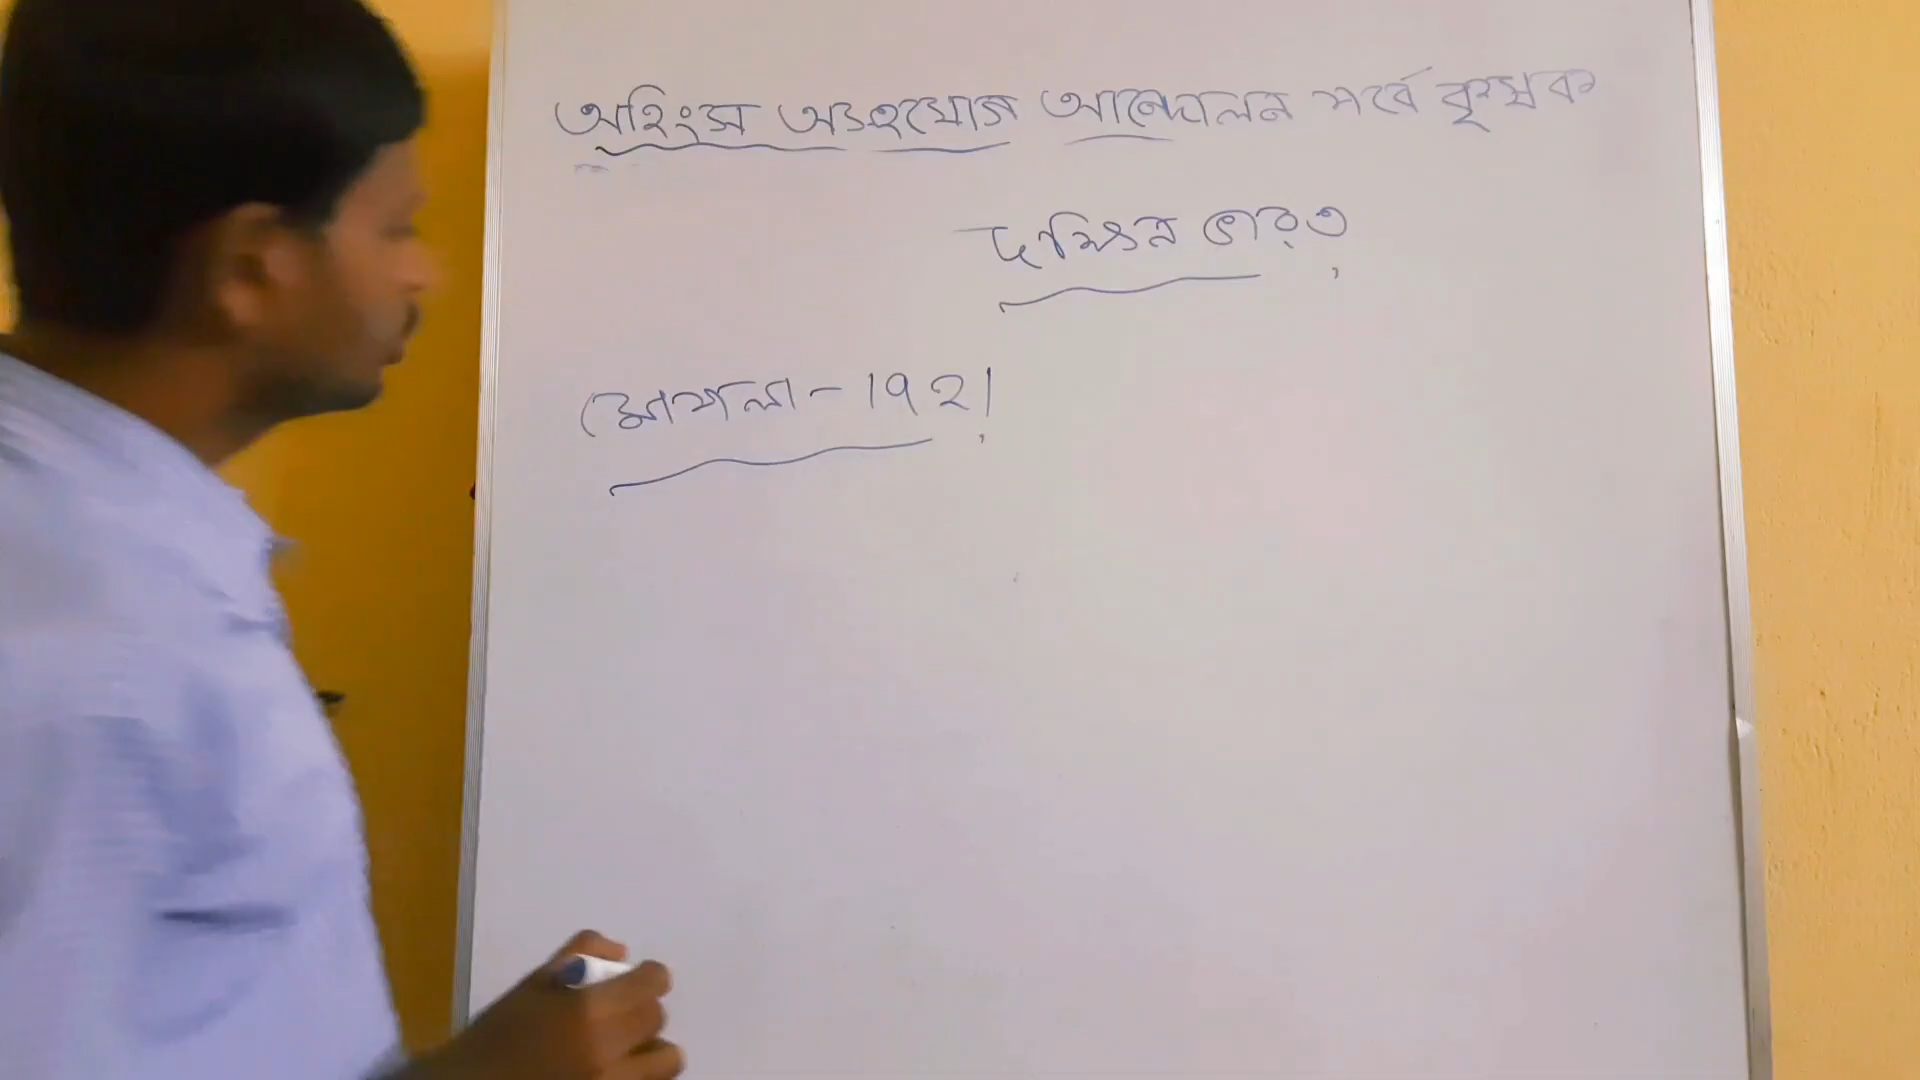 অহিংস অসহযোগ আন্দোলন পর্বে কৃষক
দক্ষিণ ভারত
মোপলা - 1921